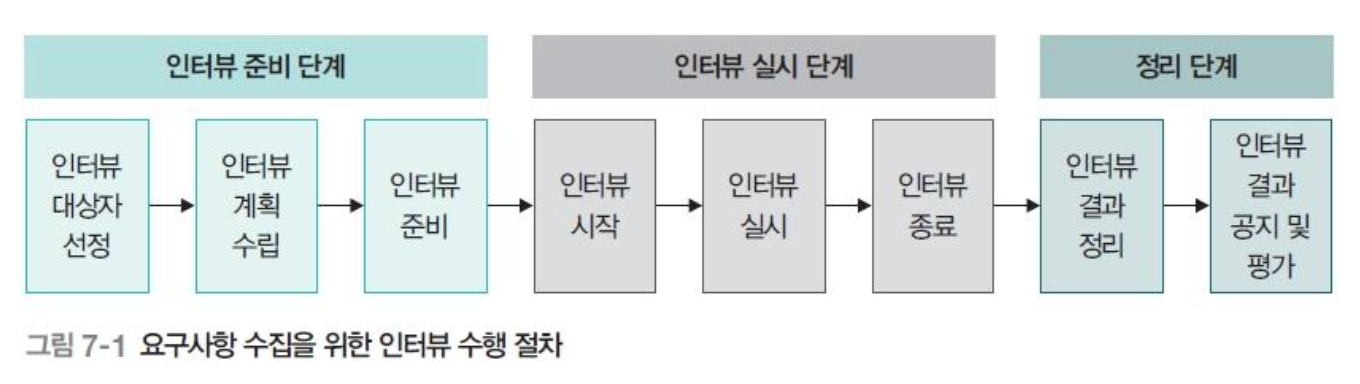 인터뷰 준비 단계
인터뷰 실시 단계
정리 단계
인터뷰
대상자
선정
인터뷰
계획
수립
인터뷰
준비
인터뷰
시작
인터뷰
실시
인터뷰
종료
인터뷰
결과
정리
인터뷰
결과
공지 및
평가
그림 7-1 요구사항 수집을 위한 인터뷰 수행 절차